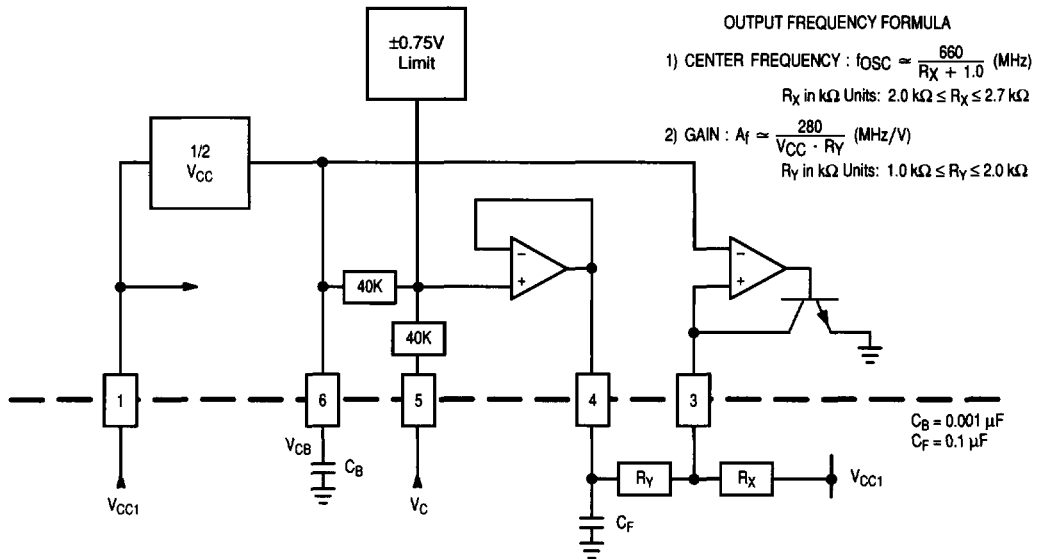 OUTPUT FREQUENCY FORMULA
1) CENTER FREQUENCY : fOSC ≃ 660 / (RX + 1.0) (MHz)
RX in kΩ Units: 2.0 kΩ ≤ RX ≤ 2.7 kΩ
2) GAIN : Af ≃ 280 / (VCC · RY) (MHz/V)
RY in kΩ Units: 1.0 kΩ ≤ RY ≤ 2.0 kΩ
±0.75V
Limit
1/2
VCC
−
+
−
+
40K
40K
1
6
5
4
3
CB = 0.001 μF
CF = 0.1 μF
VCB
CB
RY
RX
VCC1
VCC1
VC
CF